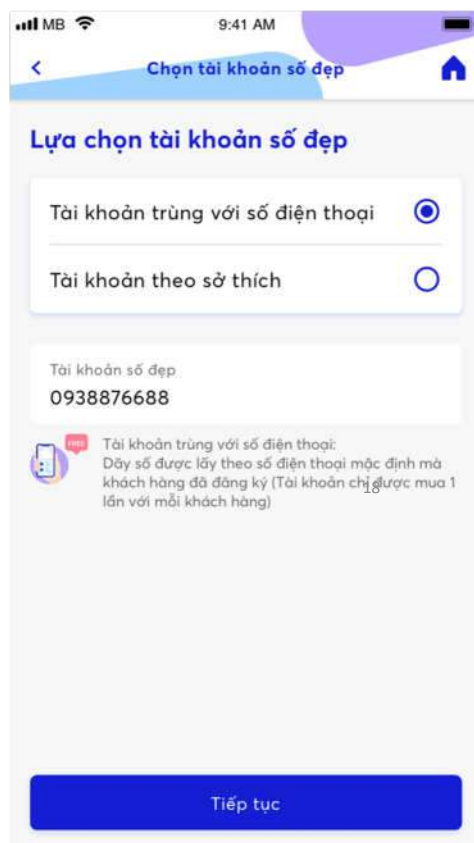 MB 9:41 AM
Chọn tài khoản số đẹp
Lựa chọn tài khoản số đẹp
Tài khoản trùng với số điện thoại
Tài khoản theo sở thích
Tài khoản số đẹp
0938876688
FREE
Tài khoản trùng với số điện thoại:
Dãy số được lấy theo số điện thoại mặc định mà
khách hàng đã đăng ký (Tài khoản chỉ được mua 1
lần với mỗi khách hàng)
18
Tiếp tục